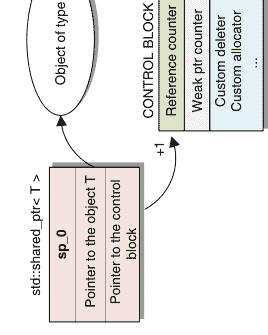 std::shared_ptr< T >
sp_0
Pointer to the object T
Pointer to the control
block
Object of type
CONTROL BLOCK
+1
Reference counter
Weak ptr counter
Custom deleter
Custom allocator
...